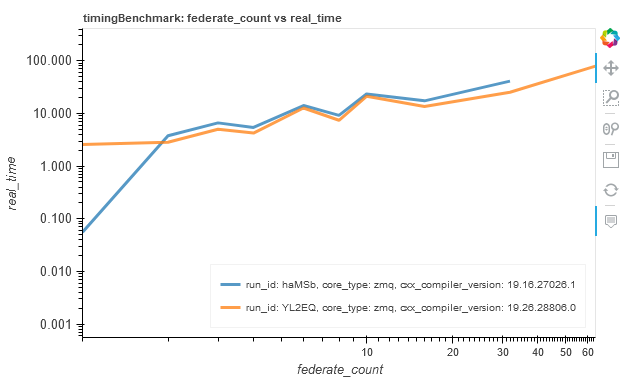 timingBenchmark: federate_count vs real_time
100.000
10.000
1.000
0.100
0.010
0.001
real_time
10
20
30
40
50
60
federate_count
run_id: haMSb, core_type: zmq, cxx_compiler_version: 19.16.27026.1
run_id: YL2EQ, core_type: zmq, cxx_compiler_version: 19.26.28806.0